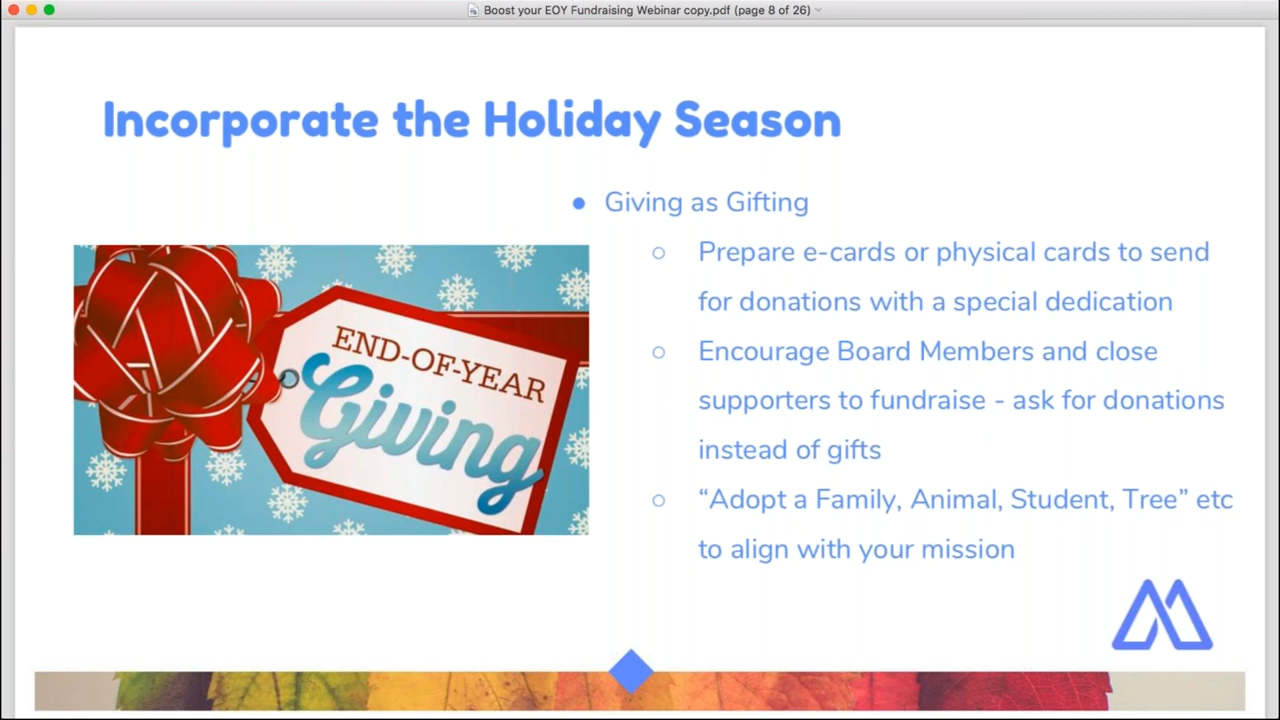 Boost your EOY Fundraising Webinar copy.pdf (page 8 of 26)
Incorporate the Holiday Season
● Giving as Gifting
○ Prepare e-cards or physical cards to send
for donations with a special dedication
○ Encourage Board Members and close
supporters to fundraise - ask for donations
instead of gifts
○ “Adopt a Family, Animal, Student, Tree” etc
to align with your mission
END-OF-YEAR
Giving